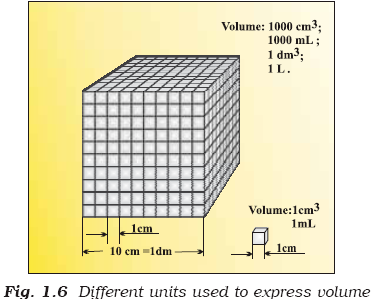 Volume: 1000 cm3;
1000 mL ;
1 dm3;
1 L .
Volume:1cm3
1mL
1cm
1cm
10 cm =1dm
Fig. 1.6 Different units used to express volume